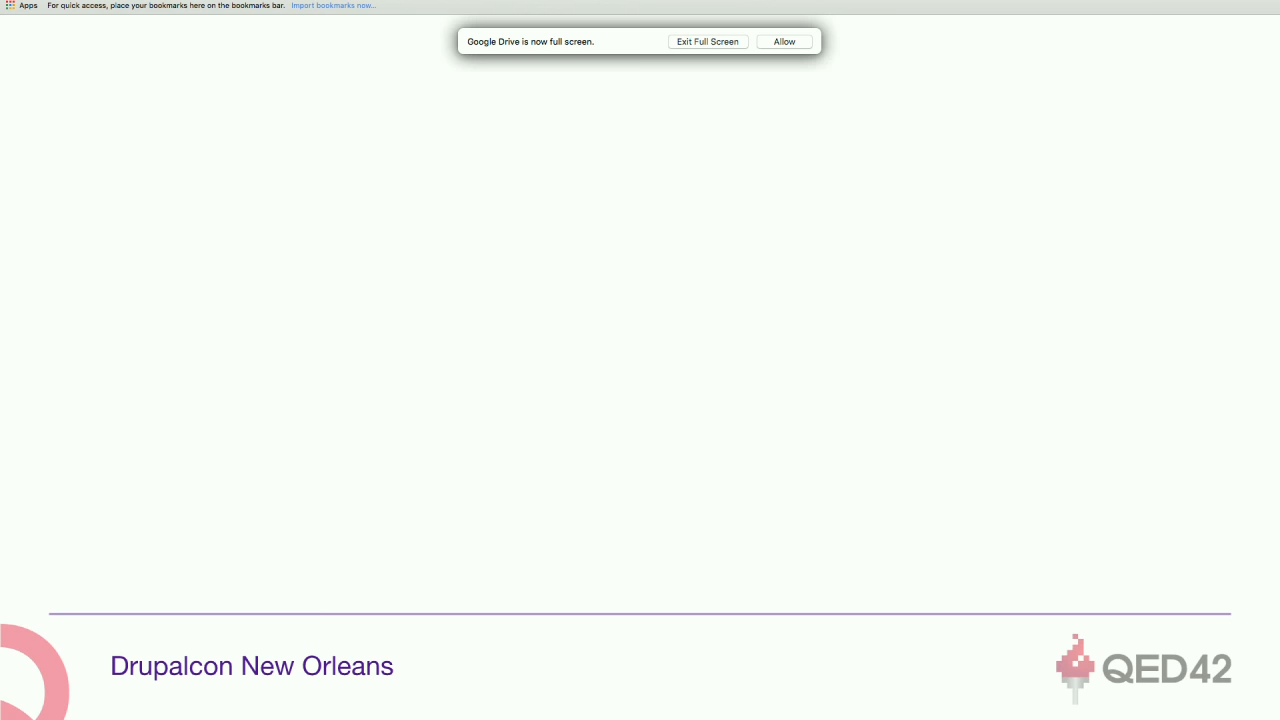 Apps For quick access, place your bookmarks here on the bookmarks bar. Import bookmarks now...
Google Drive is now full screen. Exit Full Screen Allow
Drupalcon New Orleans
QED42